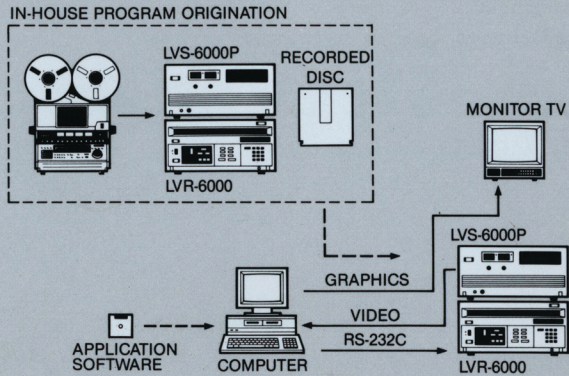 IN-HOUSE PROGRAM ORIGINATION
LVS-6000P
RECORDED
DISC
LVR-6000
MONITOR TV
LVS-6000P
GRAPHICS
VIDEO
RS-232C
APPLICATION
SOFTWARE
COMPUTER
LVR-6000